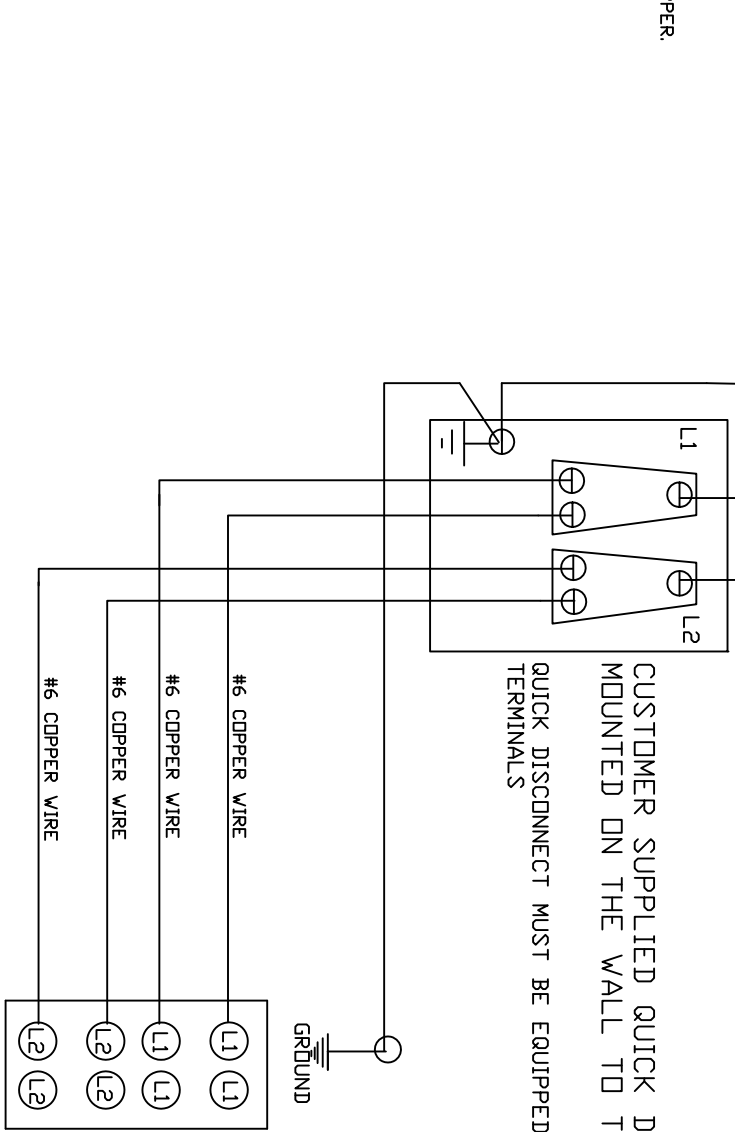 PPER.
L1
L2
CUSTOMER SUPPLIED QUICK D
MOUNTED ON THE WALL TO T
QUICK DISCONNECT MUST BE EQUIPPED
TERMINALS
GROUND
#6 COPPER WIRE
#6 COPPER WIRE
#6 COPPER WIRE
#6 COPPER WIRE
L1 L1
L1 L1
L2 L2
L2 L2